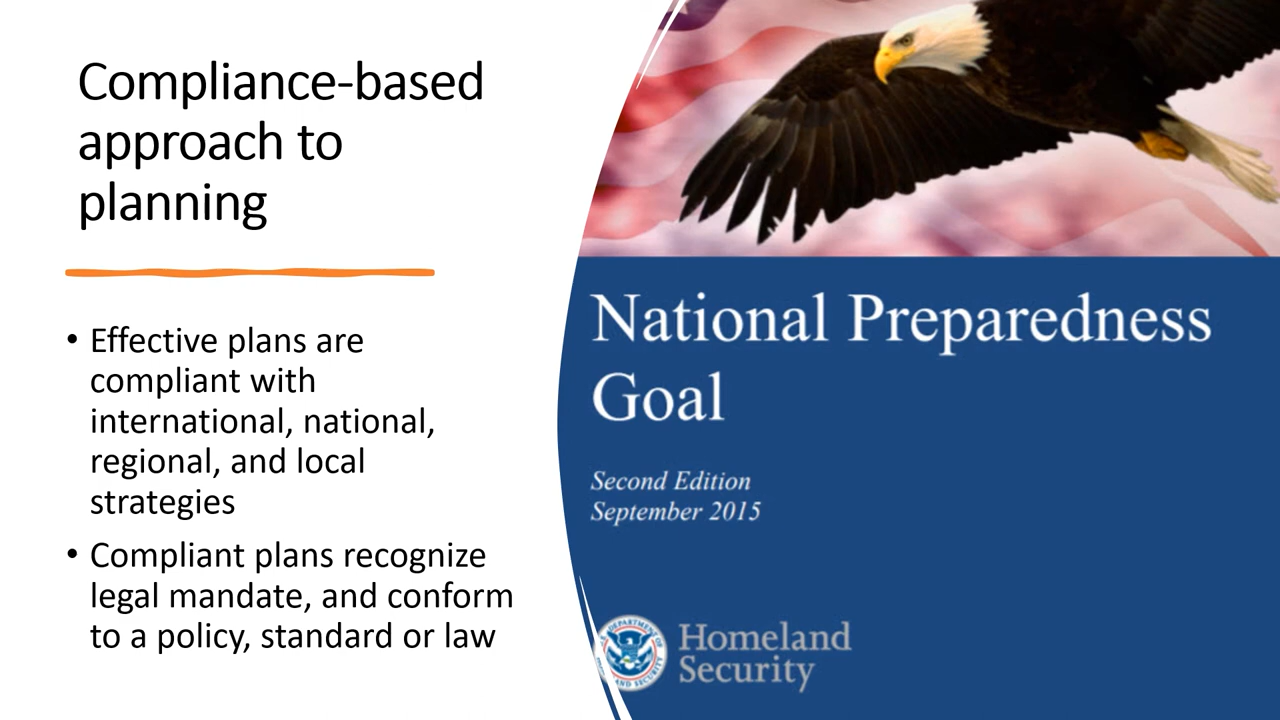 Compliance-based
approach to
planning
• Effective plans are
compliant with
international, national,
regional, and local
strategies
• Compliant plans recognize
legal mandate, and conform
to a policy, standard or law
National Preparedness
Goal
Second Edition
September 2015
Homeland
Security